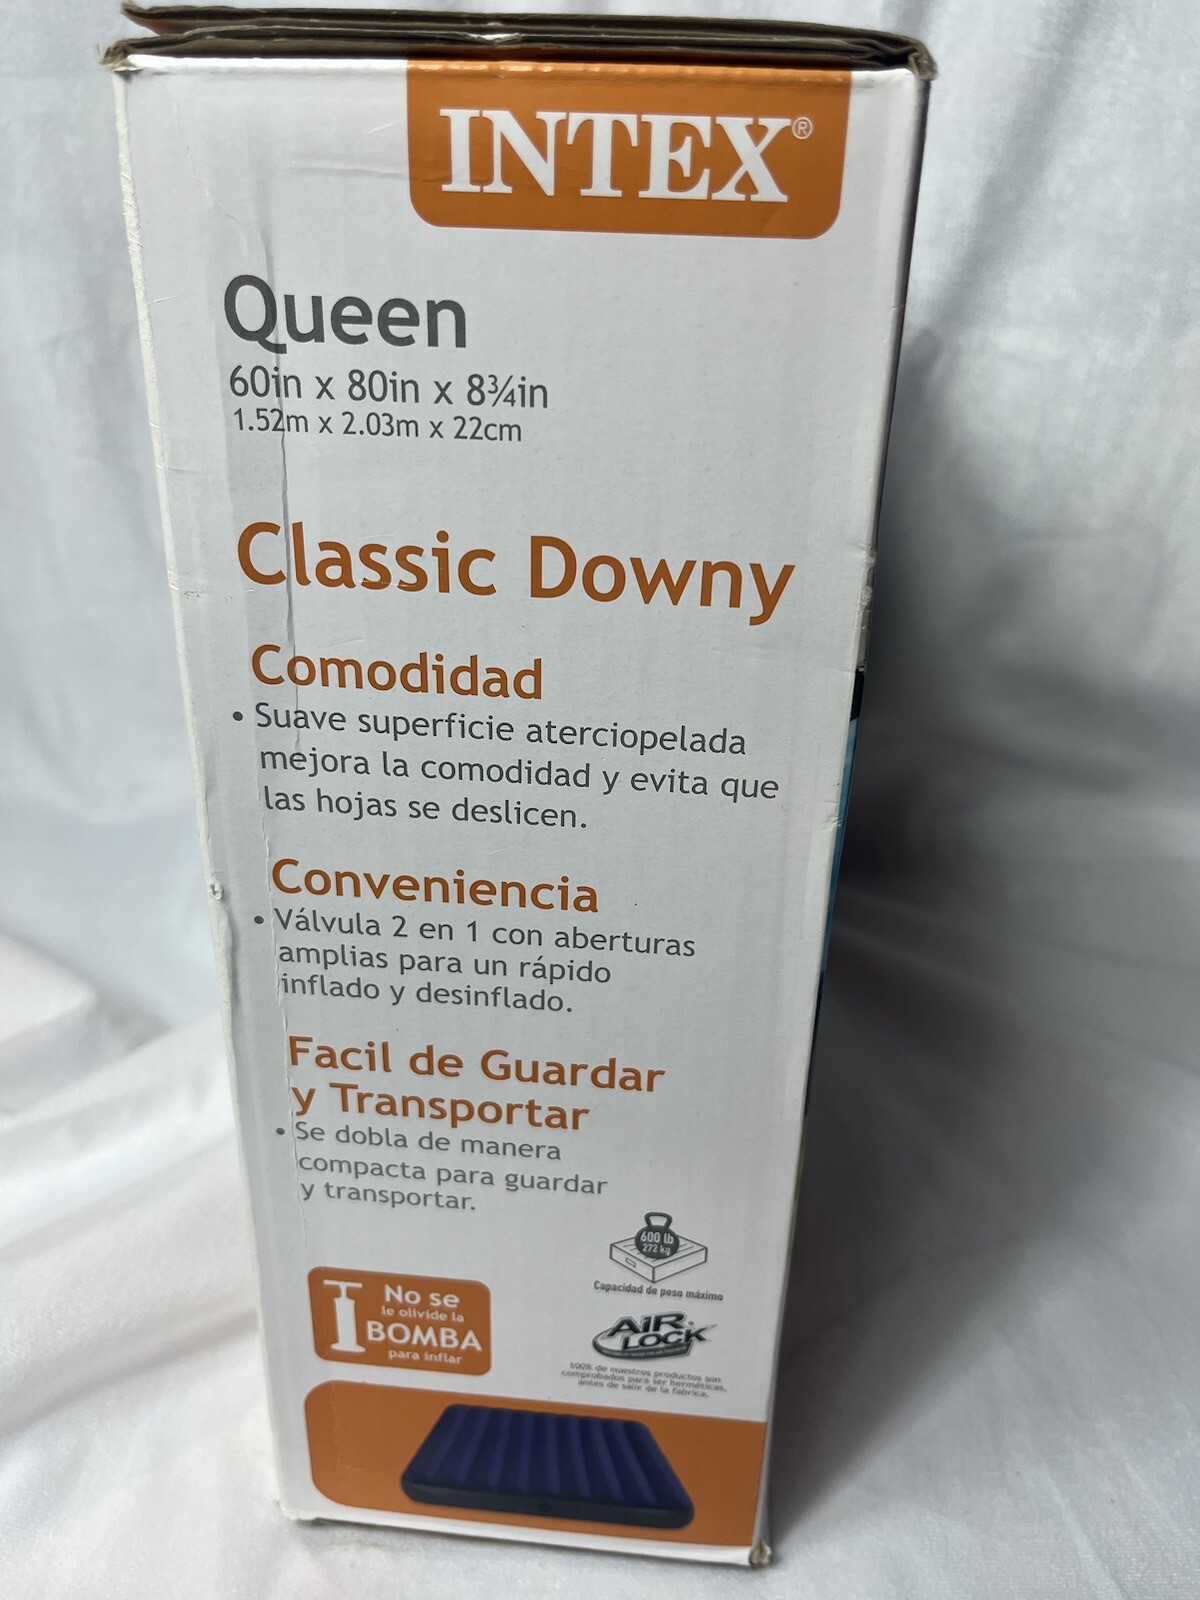 INTEX®
Queen
60in x 80in x 8¾in
1.52m x 2.03m x 22cm
Classic Downy
Comodidad
• Suave superficie aterciopelada
mejora la comodidad y evita que
las hojas se deslicen.
Conveniencia
• Válvula 2 en 1 con aberturas
amplias para un rápido
inflado y desinflado.
Facil de Guardar
y Transportar
• Se dobla de manera
compacta para guardar
y transportar.
600 lb
272 kg
Capacidad de peso máximo
No se
le olivide la
BOMBA
para inflar
AIR
LOCK
100% de nuestros productos son
comprobados para ser herméticas,
antes de salir de la fabrica.